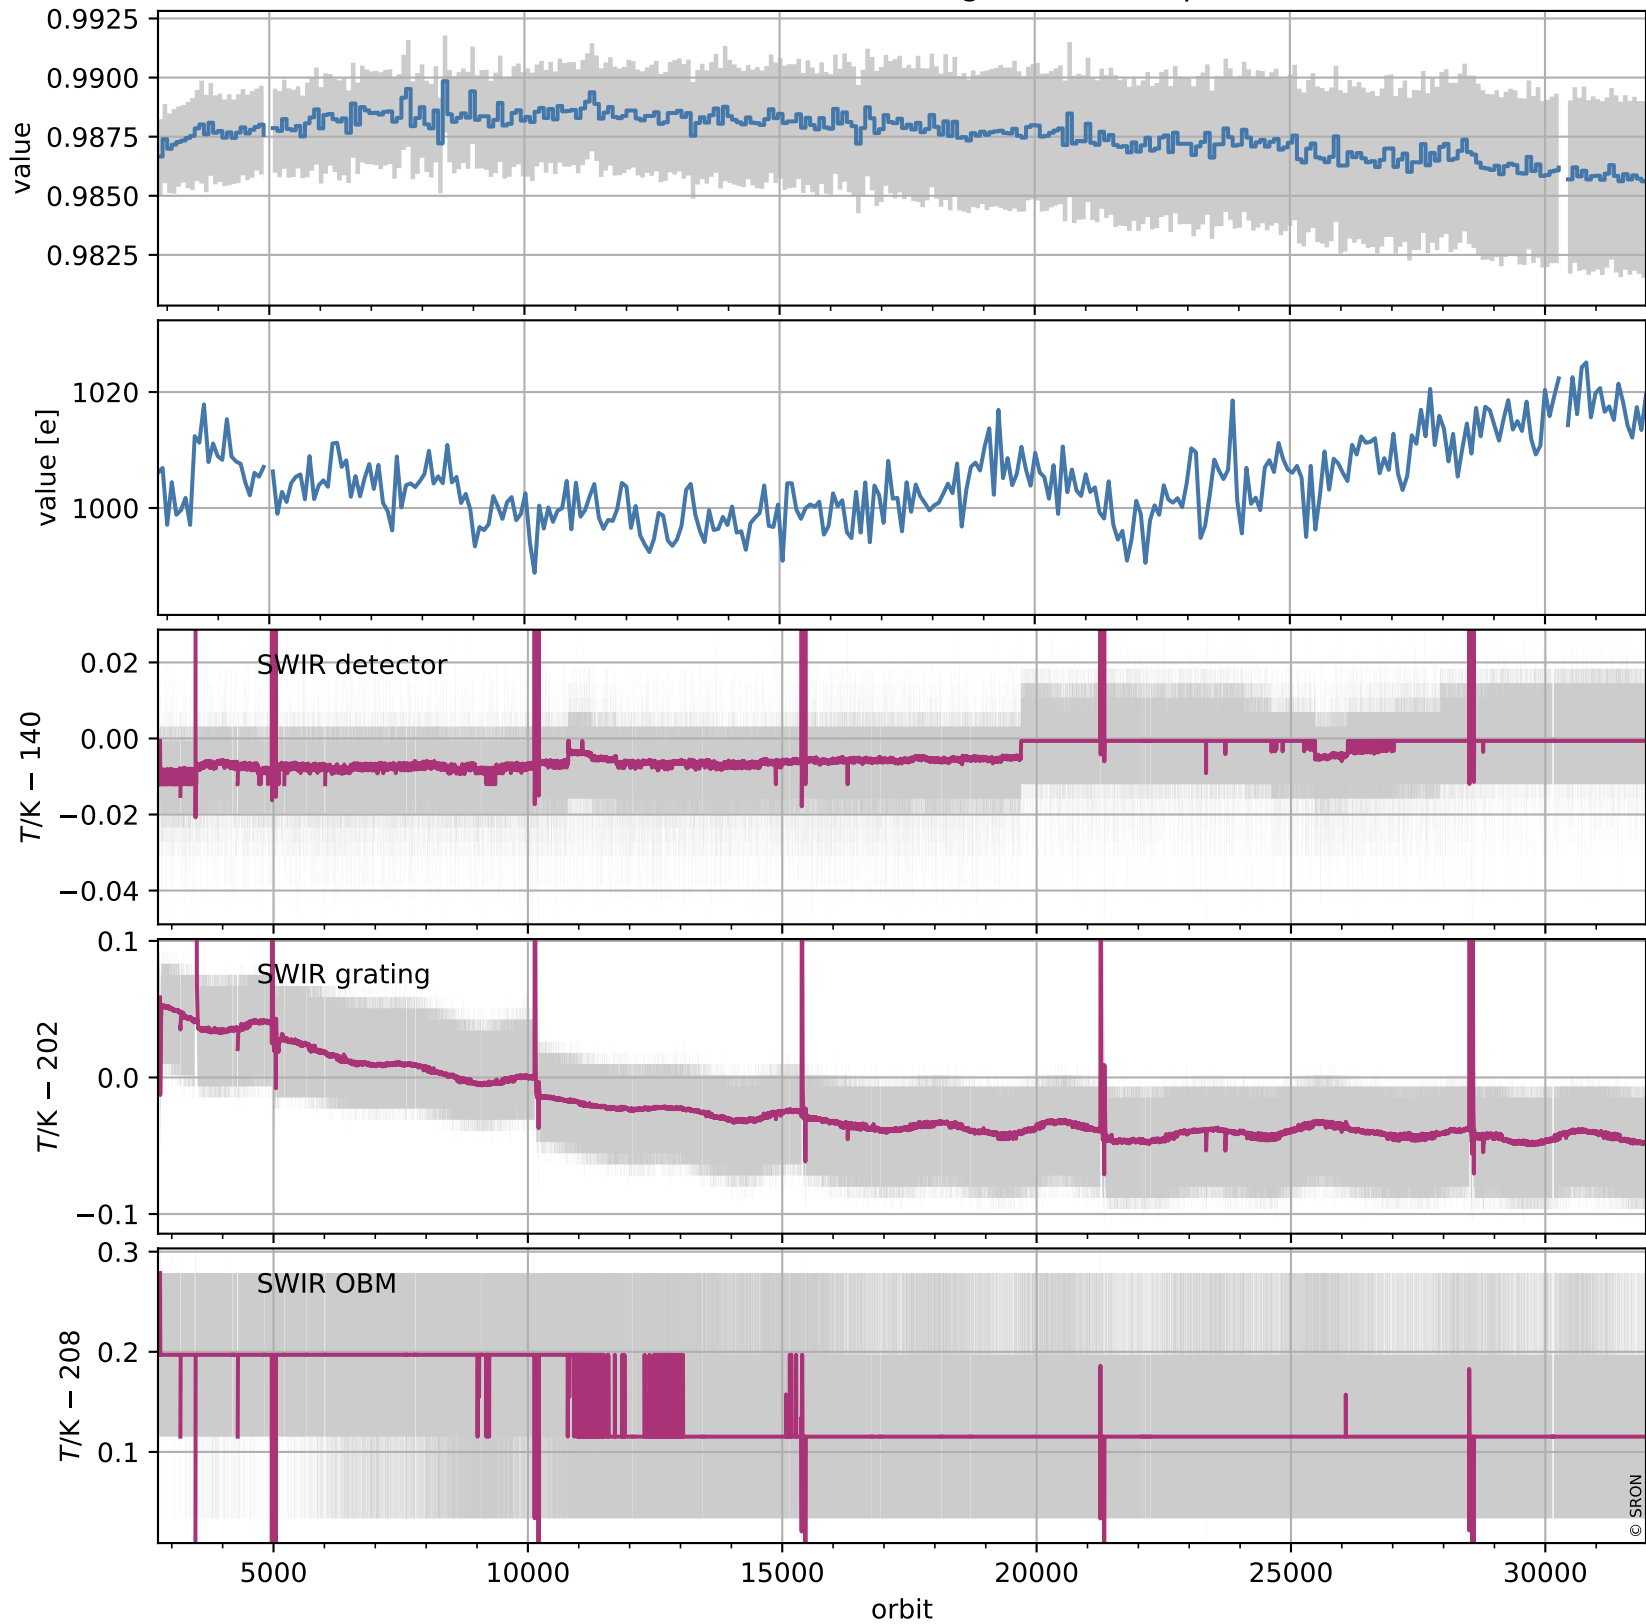 0.9925
0.9900
0.9875
0.9850
0.9825
value
1020
1000
value [e]
SWIR detector
0.02
0.00
−0.02
−0.04
T/K − 140
SWIR grating
0.1
0.0
−0.1
T/K − 202
SWIR OBM
0.3
0.2
0.1
T/K − 208
© SRON
5000 10000 15000 20000 25000 30000
orbit